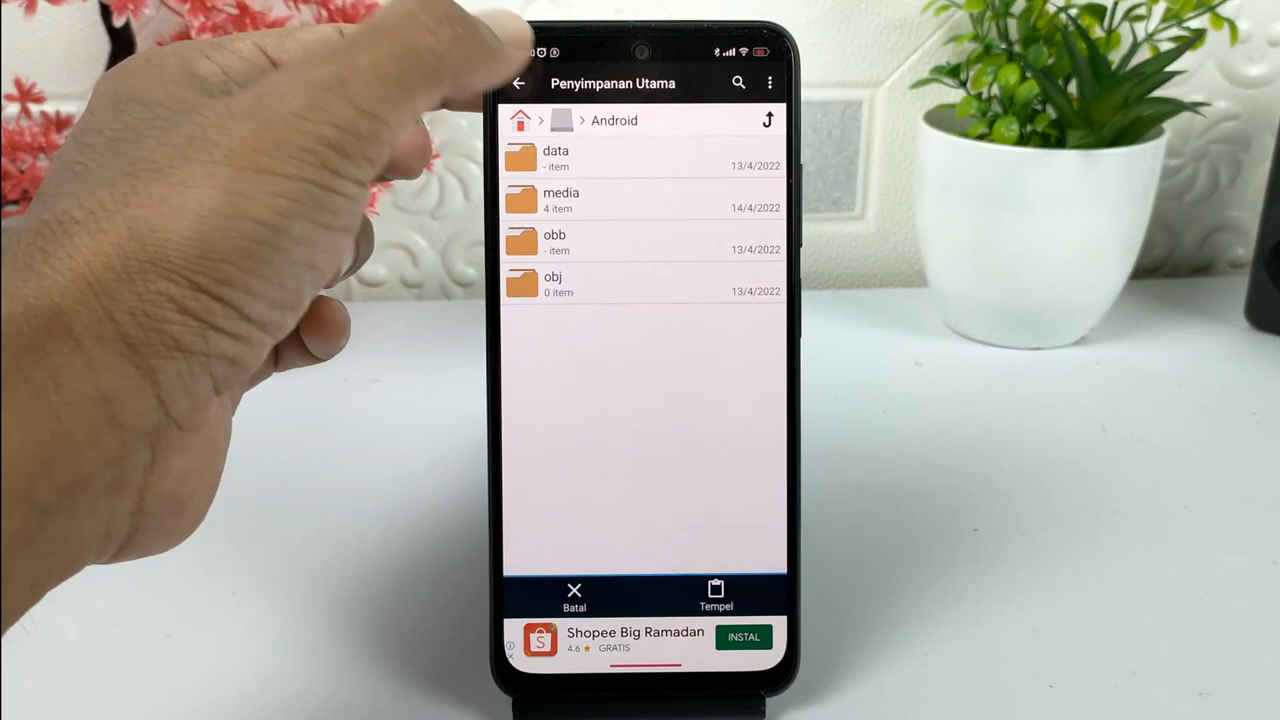 Penyimpanan Utama
Android
data
- item
13/4/2022
media
4 item
14/4/2022
obb
- item
13/4/2022
obj
0 item
13/4/2022
Batal
Tempel
Shopee Big Ramadan
4.6 ★ GRATIS
INSTAL